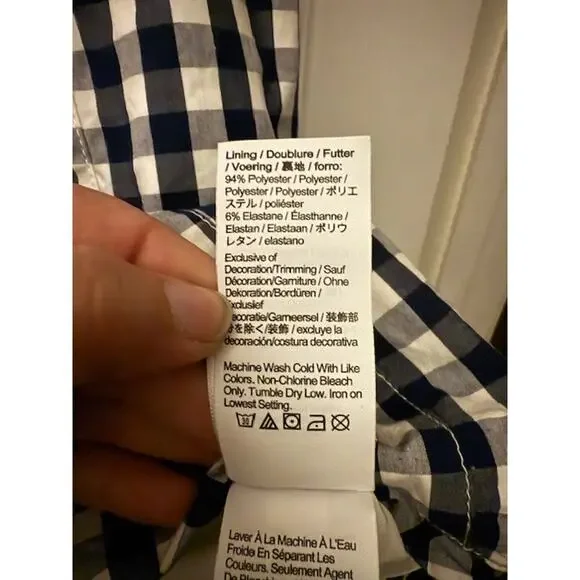 Lining / Doublure / Futter
/ Voering / 裏地 / forro:
94% Polyester / Polyester /
Polyester / Polyester / ポリエ
ステル / poliéster
6% Elastane / Élasthanne /
Elastan / Elastaan / ポリウ
レタン / elastano
Exclusive of
Decoration/Trimming / Sauf
Décoration/Garniture / Ohne
Dekoration/Bordüren /
Exclusief
Decoratie/Garneersel / 装飾部
分を除く/装飾 / excluye la
decoración/costura decorativa
Machine Wash Cold With Like
Colors. Non-Chlorine Bleach
Only. Tumble Dry Low. Iron on
Lowest Setting.
30
Laver À La Machine À L'Eau
Froide En Séparant Les
Couleurs. Seulement Agent
De